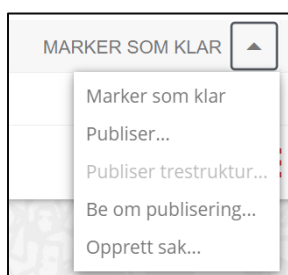 MARKER SOM KLAR
Marker som klar
Publiser...
Publiser trestruktur...
Be om publisering...
Opprett sak...